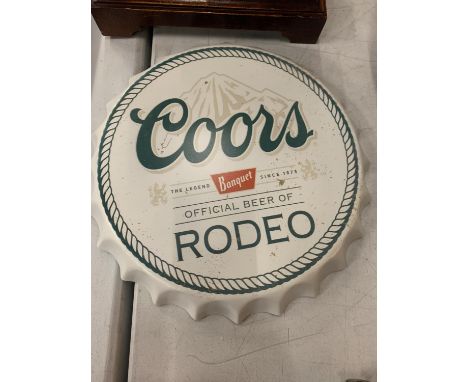 Coors
THE LEGEND Banquet SINCE 1873
OFFICIAL BEER OF
RODEO